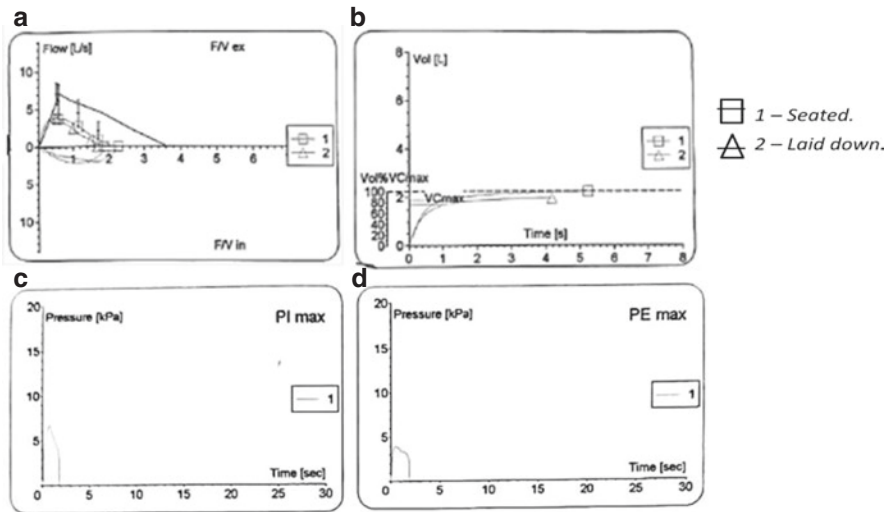 a
Flow [L/s]
F/V ex
10
5
0
1 2 3 4 5 6 7
5
10
F/V in
1
2
b
8
Vol [L]
6
4
1
2
Vol%VCmax
100
80
60
40
20
0
2
VCmax
Time [s]
0
0 1 2 3 4 5 6 7 8
1 – Seated.
2 – Laid down.
c
20
Pressure [kPa]
PI max
15
10
1
5
Time [sec]
0 5 10 15 20 25 30
d
20
Pressure [kPa]
PE max
15
10
1
5
Time [sec]
0 5 10 15 20 25 30